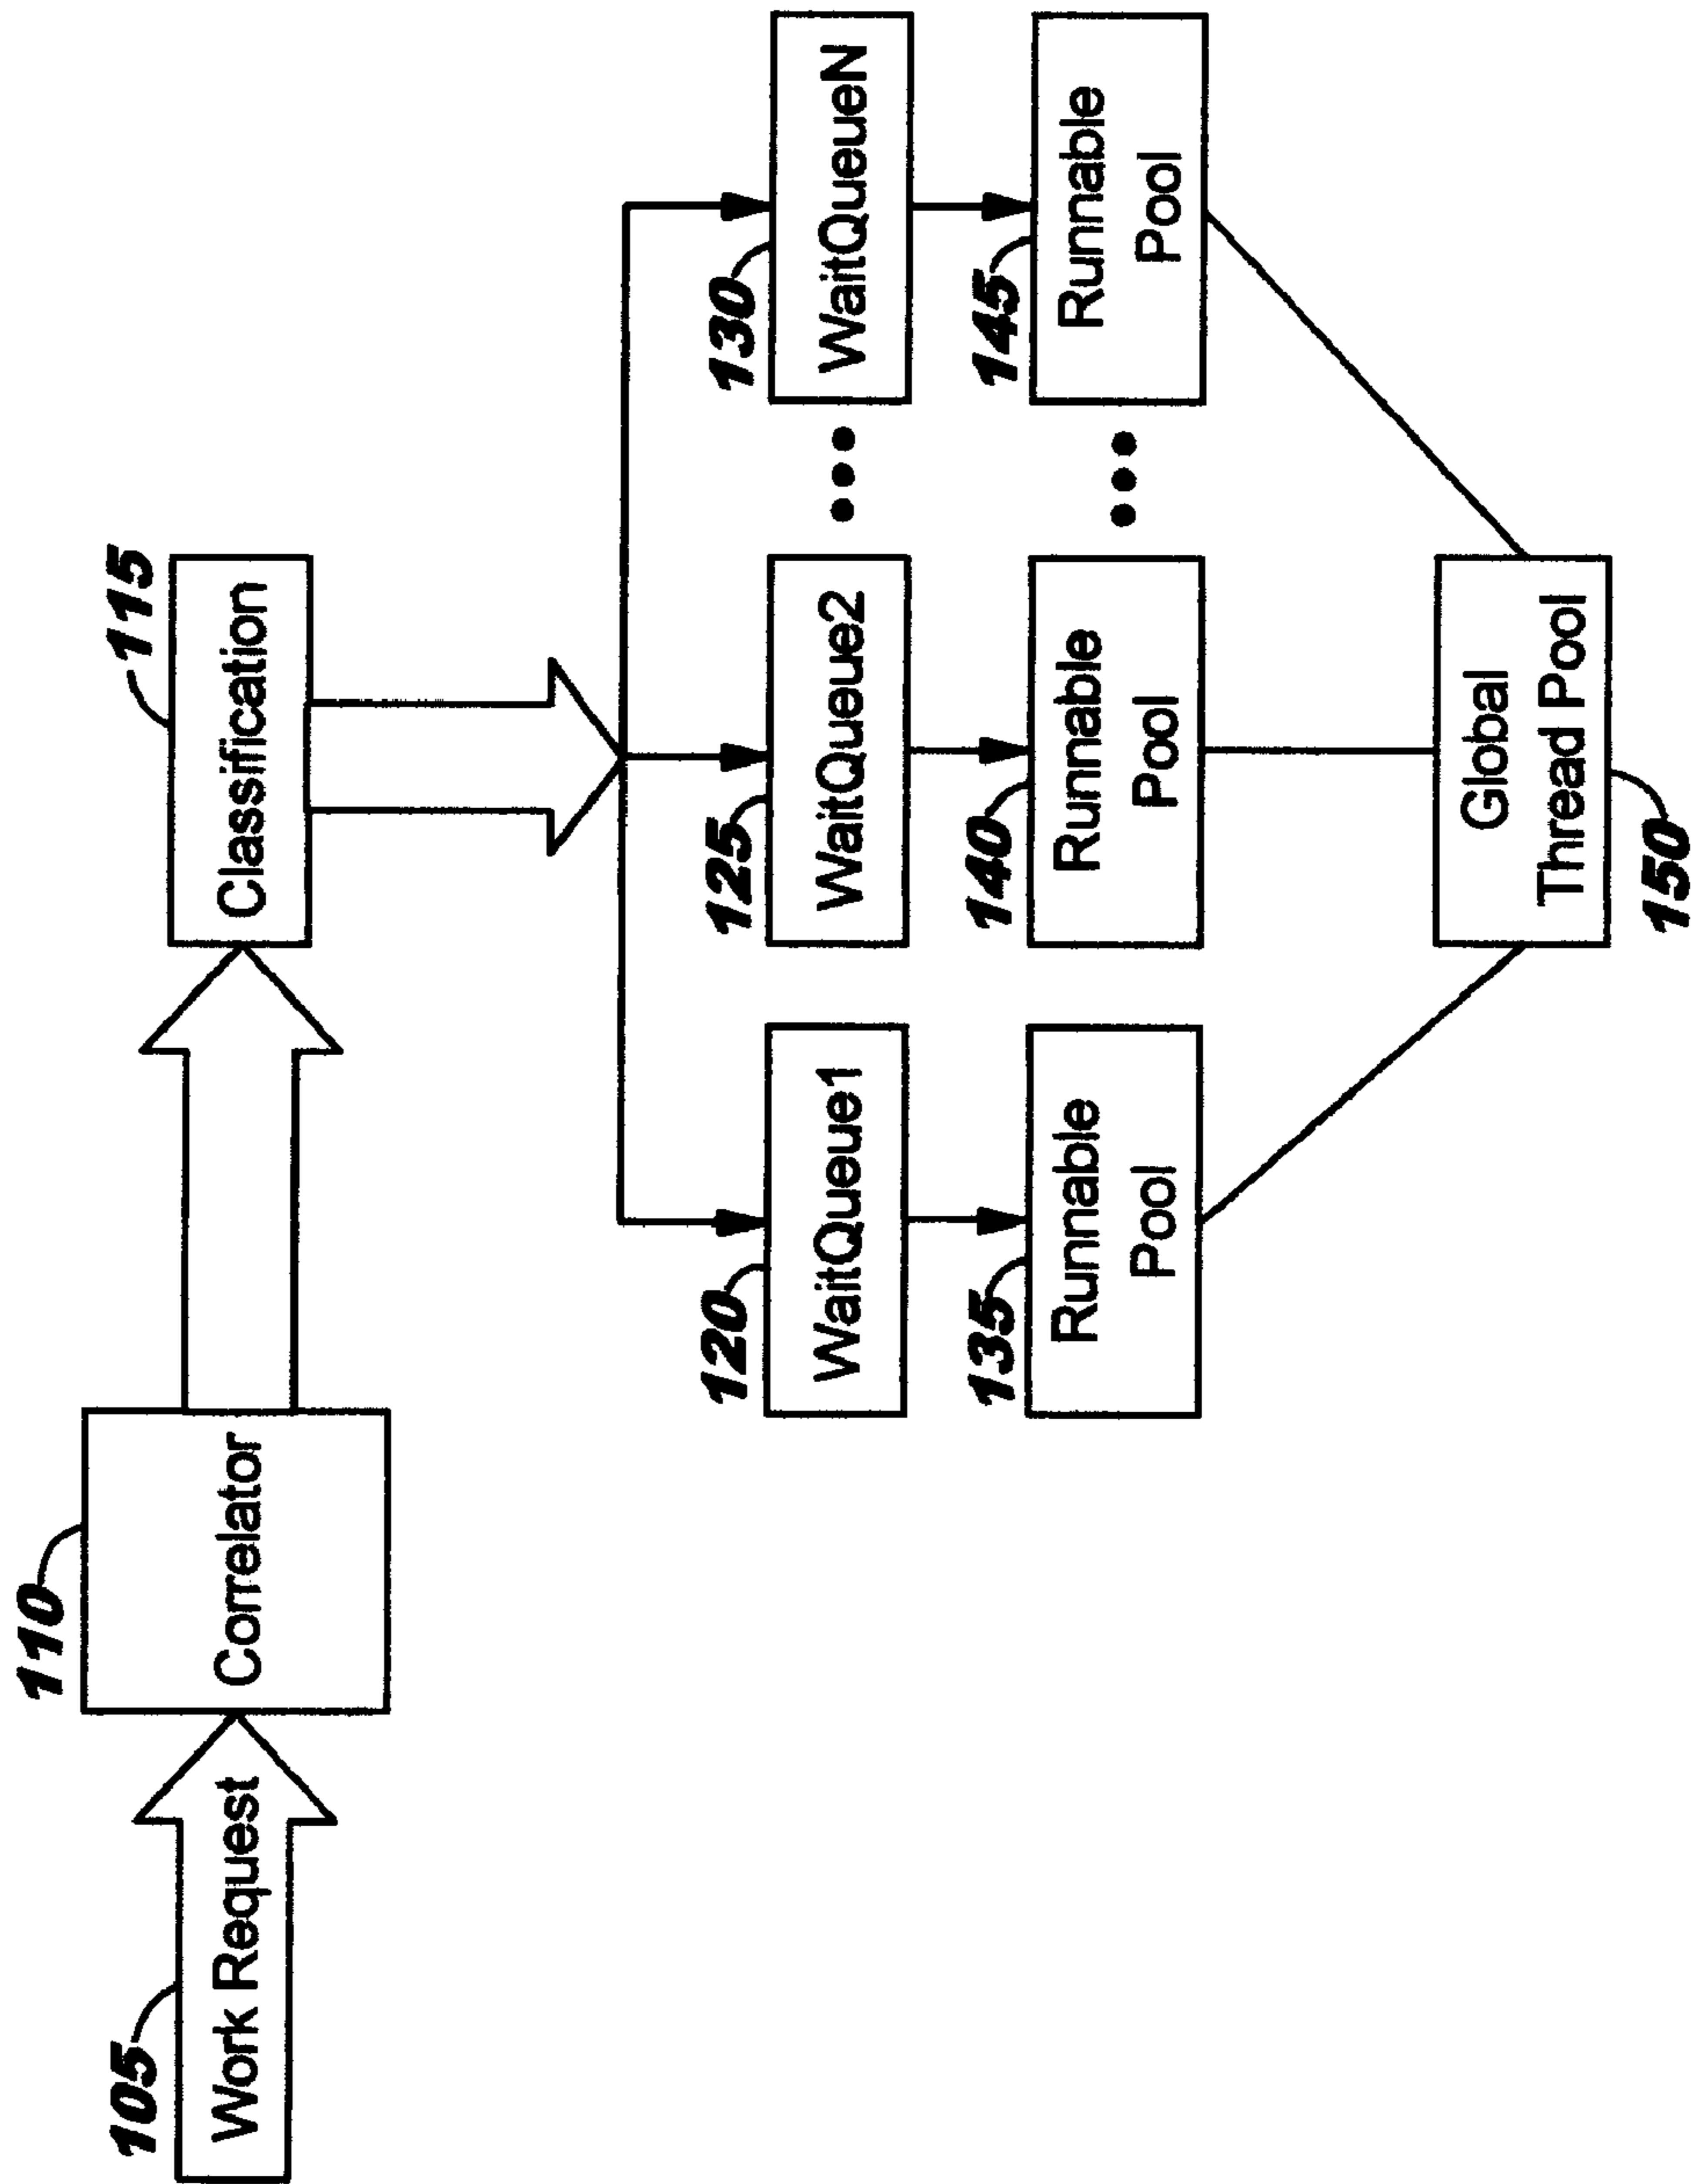 110
115
105
Work Request
Correlator
Classification
120
125
130
WaitQueue1
WaitQueue2
WaitQueueN
135
140
145
Runnable
Pool
Runnable
Pool
Runnable
Pool
Global
Thread Pool
150